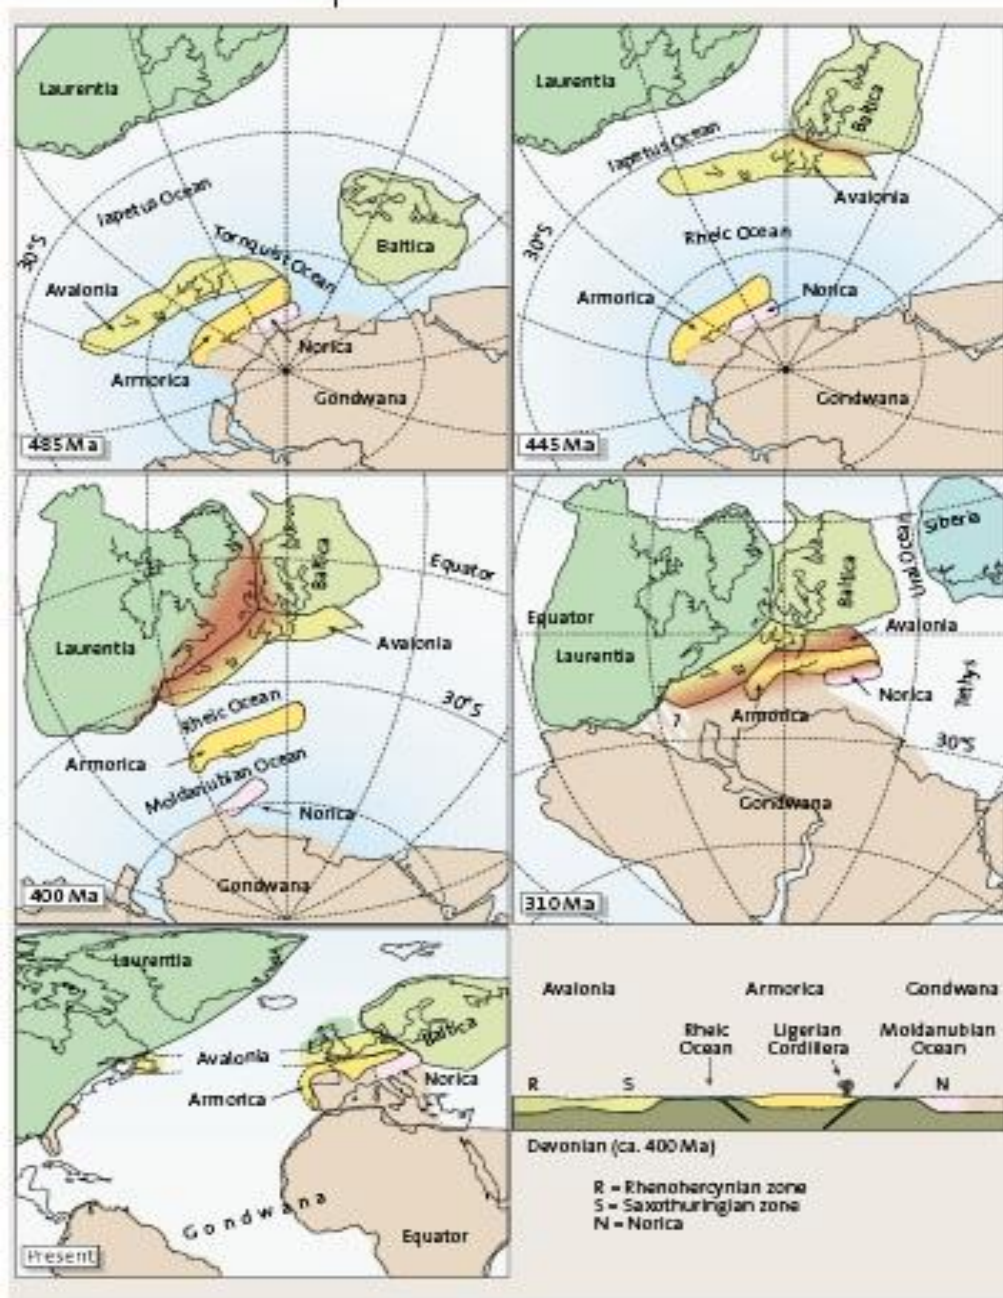 Laurentia
Iapetus Ocean
30°S
Tornquist Ocean
Baltica
Avalonia
Norica
Armorica
Gondwana
485 Ma
Laurentia
Baltica
Iapetus Ocean
Avalonia
30°S
Rheic Ocean
Armorica
Norica
Gondwana
445 Ma
Baltica
Equator
Laurentia
Avalonia
Rheic Ocean
30°S
Armorica
Moldanubian Ocean
Norica
Gondwana
400 Ma
Siberia
Ural Ocean
Baltica
Equator
Avalonia
Laurentia
Norica
Tethys
?
Armorica
30°S
Gondwana
310 Ma
Laurentia
Baltica
Avalonia
Norica
Armorica
Gondwana
Equator
Present
Avalonia Armorica Gondwana
Rheic Ligerian Moldanubian
Ocean Cordillera Ocean
R S N
Devonian (ca. 400 Ma)
R = Rhenohercynian zone
S = Saxothuringian zone
N = Norica